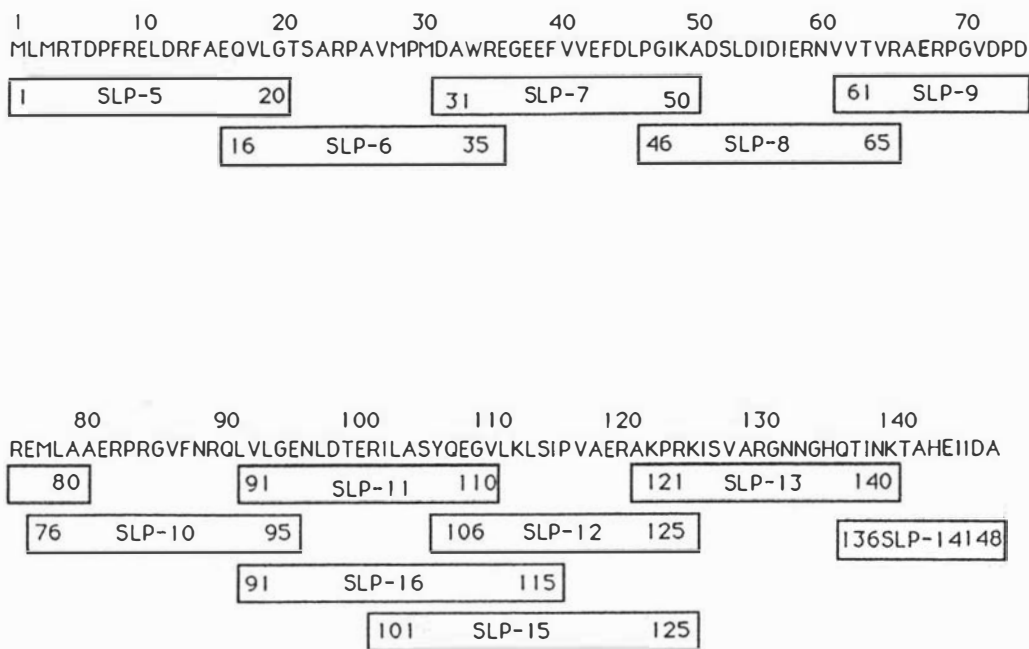 1 10 20 30 40 50 60 70
MLMRTDPFRELDRFAEQVLGTSARPAVMPMDAWREGEEFVVEFDLPGIKADSLDIDIERNVVTVRAERPGVDPD
1 SLP-5 20 31 SLP-7 50 61 SLP-9
16 SLP-6 35 46 SLP-8 65
80 90 100 110 120 130 140
REMLAAERPRGVFNRQLVLGENLDTERILASYQEGVLKLSIPVAERAKPRKISVARGNNGHQTINKTAHEIIDA
80 91 SLP-11 110 121 SLP-13 140
76 SLP-10 95 106 SLP-12 125 136SLP-14148
91 SLP-16 115
101 SLP-15 125